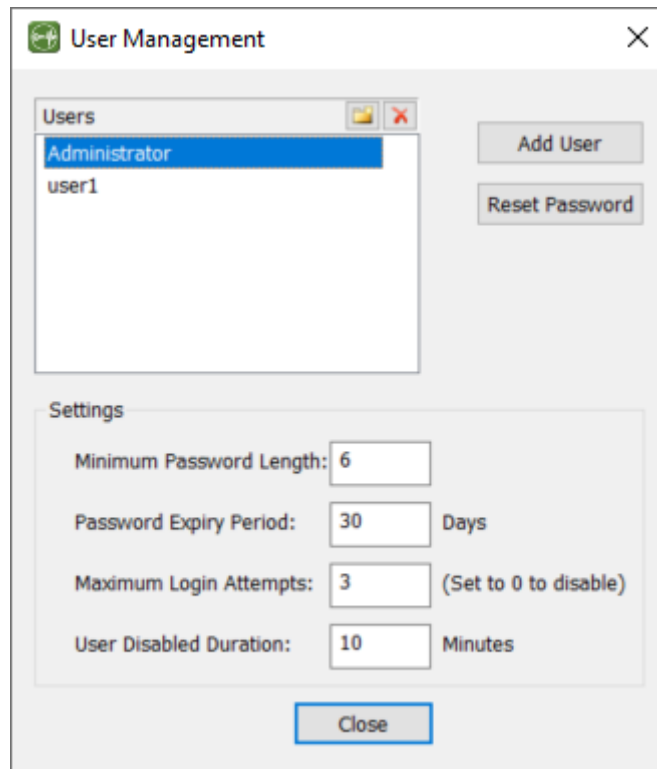 User Management
Users
Administrator
user1
Add User
Reset Password
Settings
Minimum Password Length: 6
Password Expiry Period: 30 Days
Maximum Login Attempts: 3 (Set to 0 to disable)
User Disabled Duration: 10 Minutes
Close